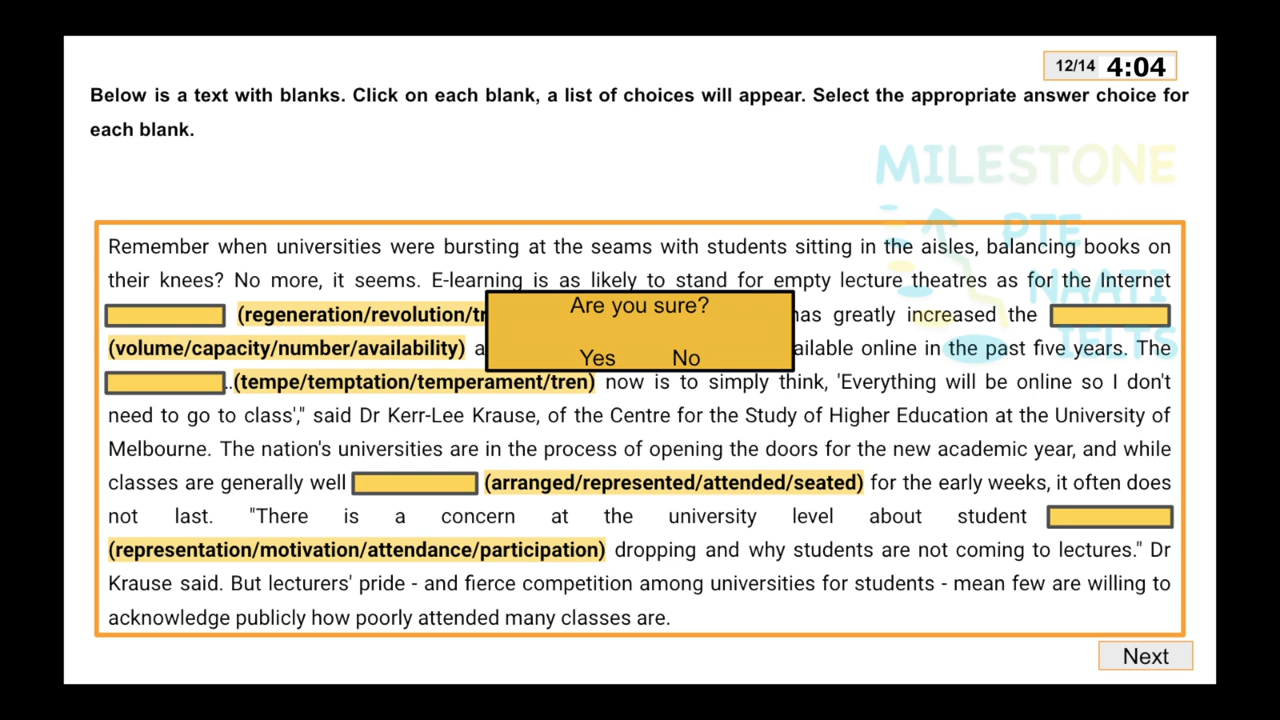 12/14 4:04
Below is a text with blanks. Click on each blank, a list of choices will appear. Select the appropriate answer choice for
each blank.
MILESTONE
PTE
NAATI
IELTS
Remember when universities were bursting at the seams with students sitting in the aisles, balancing books on
their knees? No more, it seems. E-learning is as likely to stand for empty lecture theatres as for the Internet
(regeneration/revolution/tr has greatly increased the
(volume/capacity/number/availability) a ailable online in the past five years. The
..(tempe/temptation/temperament/tren) now is to simply think, 'Everything will be online so I don't
need to go to class'," said Dr Kerr-Lee Krause, of the Centre for the Study of Higher Education at the University of
Melbourne. The nation's universities are in the process of opening the doors for the new academic year, and while
classes are generally well (arranged/represented/attended/seated) for the early weeks, it often does
not last. "There is a concern at the university level about student
(representation/motivation/attendance/participation) dropping and why students are not coming to lectures." Dr
Krause said. But lecturers' pride - and fierce competition among universities for students - mean few are willing to
acknowledge publicly how poorly attended many classes are.
Are you sure?
Yes No
Next